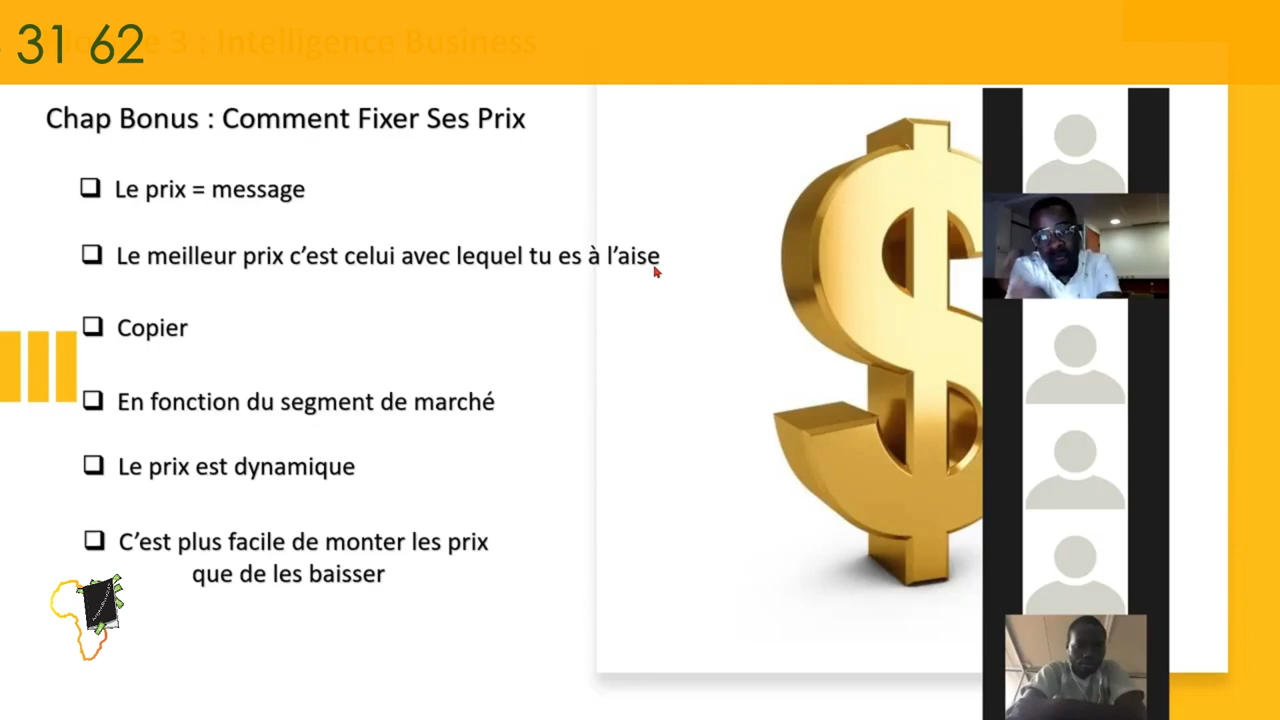 31 62
e 3 : Intelligence Business
Chap Bonus : Comment Fixer Ses Prix
Le prix = message
Le meilleur prix c’est celui avec lequel tu es à l’aise
Copier
En fonction du segment de marché
Le prix est dynamique
C’est plus facile de monter les prix
que de les baisser